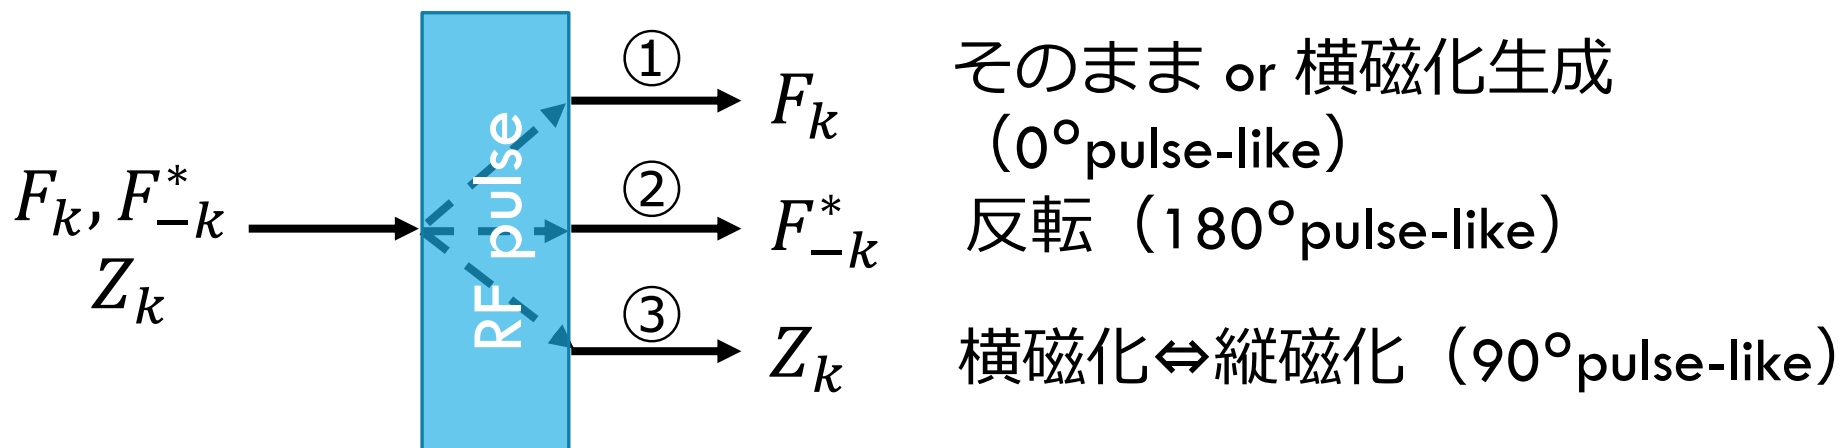 ①
F_k
そのまま or 横磁化生成
（0°pulse-like）
F_k, F^*_{-k}
Z_k
RF pulse
②
F^*_{-k}
反転（180°pulse-like）
③
Z_k
横磁化⇔縦磁化（90°pulse-like）